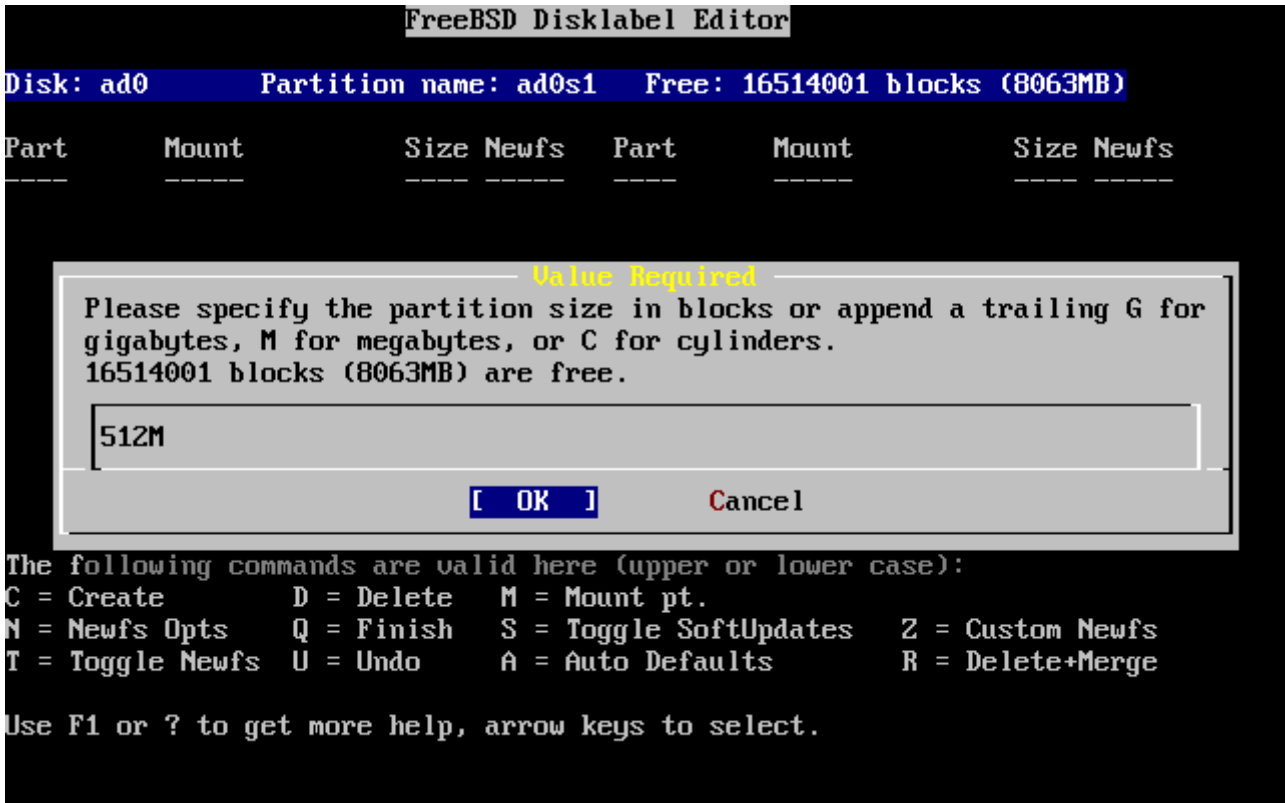 FreeBSD Disklabel Editor
Disk: ad0 Partition name: ad0s1 Free: 16514001 blocks (8063MB)
Part Mount Size Newfs Part Mount Size Newfs
---- ----- ---- ----- ---- ----- ---- -----
Value Required
Please specify the partition size in blocks or append a trailing G for
gigabytes, M for megabytes, or C for cylinders.
16514001 blocks (8063MB) are free.
512M
[ OK ] Cancel
The following commands are valid here (upper or lower case):
C = Create D = Delete M = Mount pt.
N = Newfs Opts Q = Finish S = Toggle SoftUpdates Z = Custom Newfs
T = Toggle Newfs U = Undo A = Auto Defaults R = Delete+Merge
Use F1 or ? to get more help, arrow keys to select.